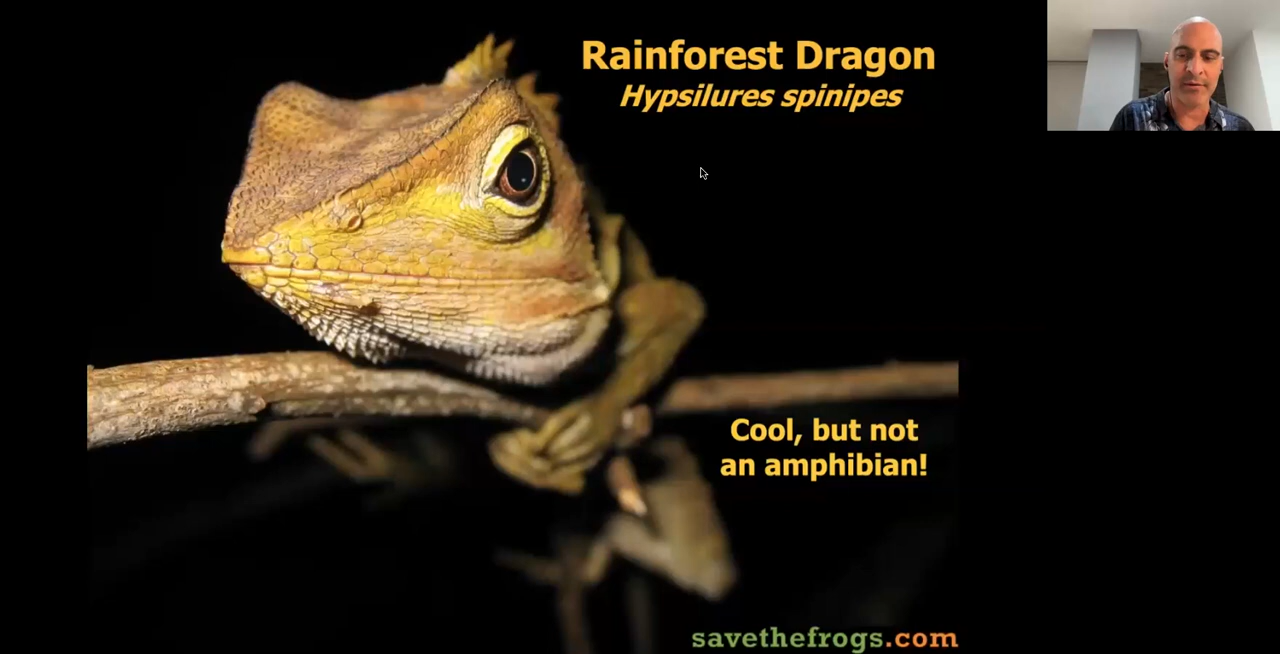 Rainforest Dragon
Hypsilures spinipes
Cool, but not
an amphibian!
savethefrogs.com